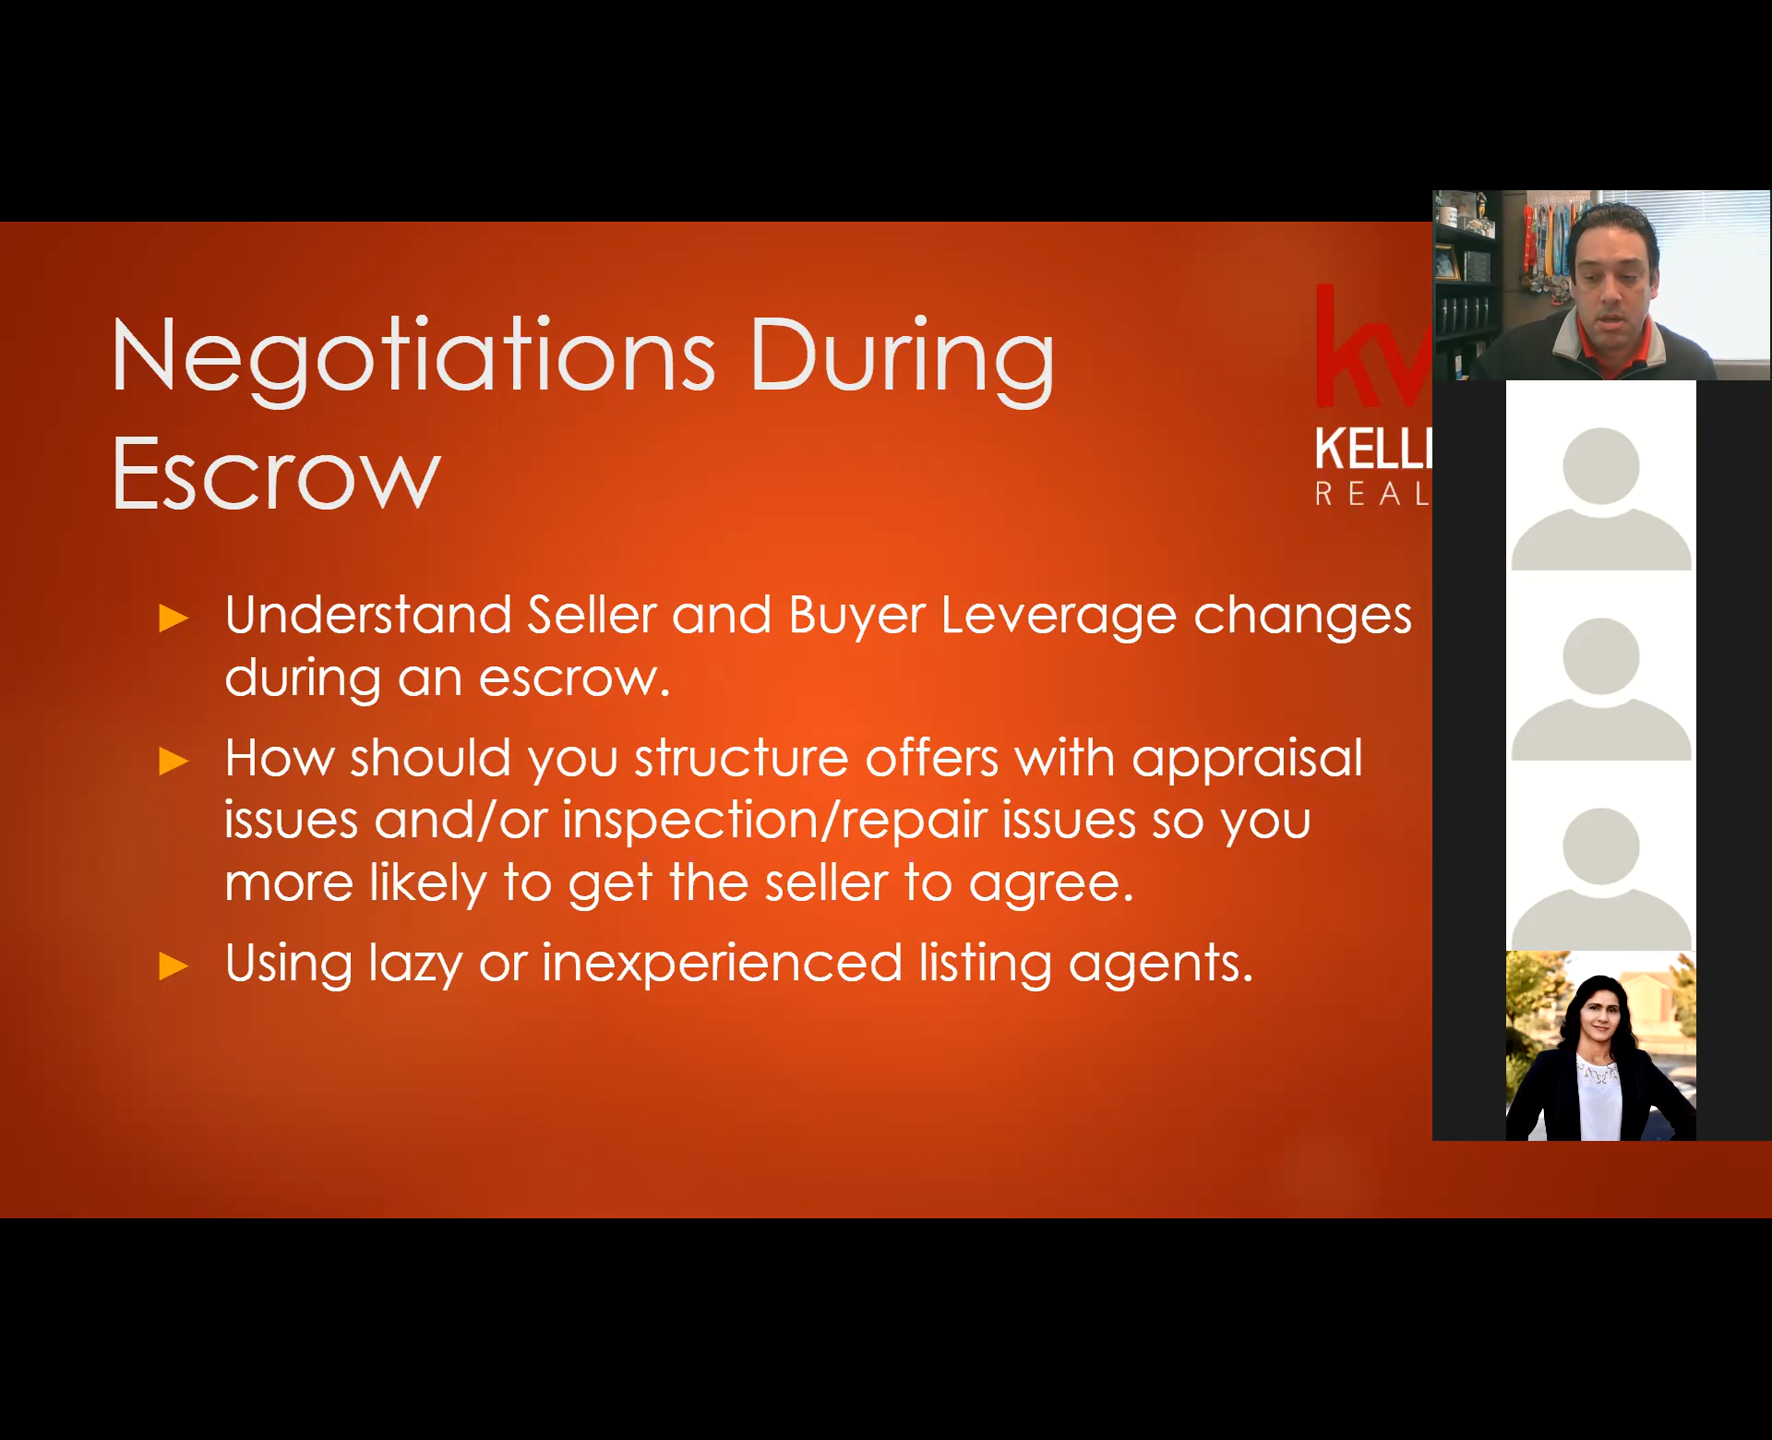 Negotiations During
Escrow
kw
KELLE
REAL
Understand Seller and Buyer Leverage changes
during an escrow.
How should you structure offers with appraisal
issues and/or inspection/repair issues so you
more likely to get the seller to agree.
Using lazy or inexperienced listing agents.